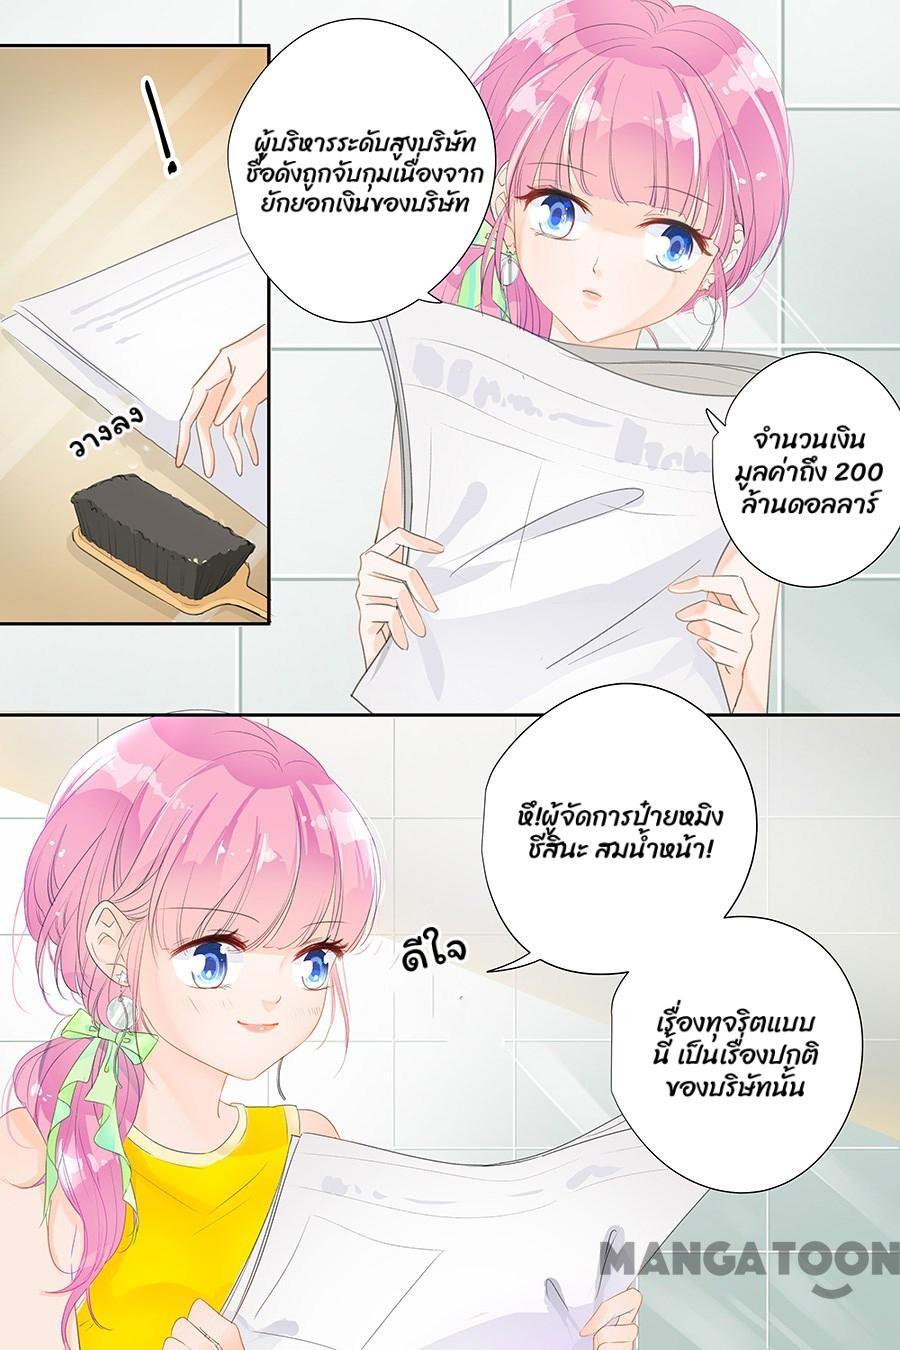 !
ผู้บริหารระดับสูงบริษัท
ชื่อดังถูกจับกุมเนื่องจาก
ยักยอกเงินของบริษัท
วางลง
จำนวนเงิน
มูลค่าถึง 200
ล้านดอลลาร์
หึ!ผู้จัดการป๋ายหมิง
ชีสินะ สมน้ำหน้า!
ดีใจ
เรื่องทุจริตแบบ
นี้ เป็นเรื่องปกติ
ของบริษัทนั้น
MANGATOON